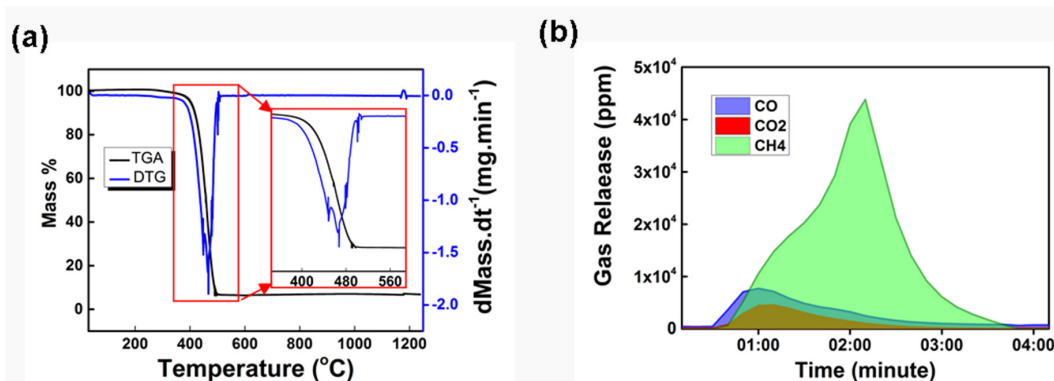 (a)
Mass %
100
80
60
40
20
0
TGA
DTG
400 480 560
0.0
-0.5
-1.0
-1.5
-2.0
dMass.dt⁻¹(mg.min⁻¹)
0 200 400 600 800 1000 1200
Temperature (°C)
(b)
Gas Relaease (ppm)
5x10⁴
4x10⁴
3x10⁴
2x10⁴
1x10⁴
0
CO
CO2
CH4
01:00 02:00 03:00 04:00
Time (minute)